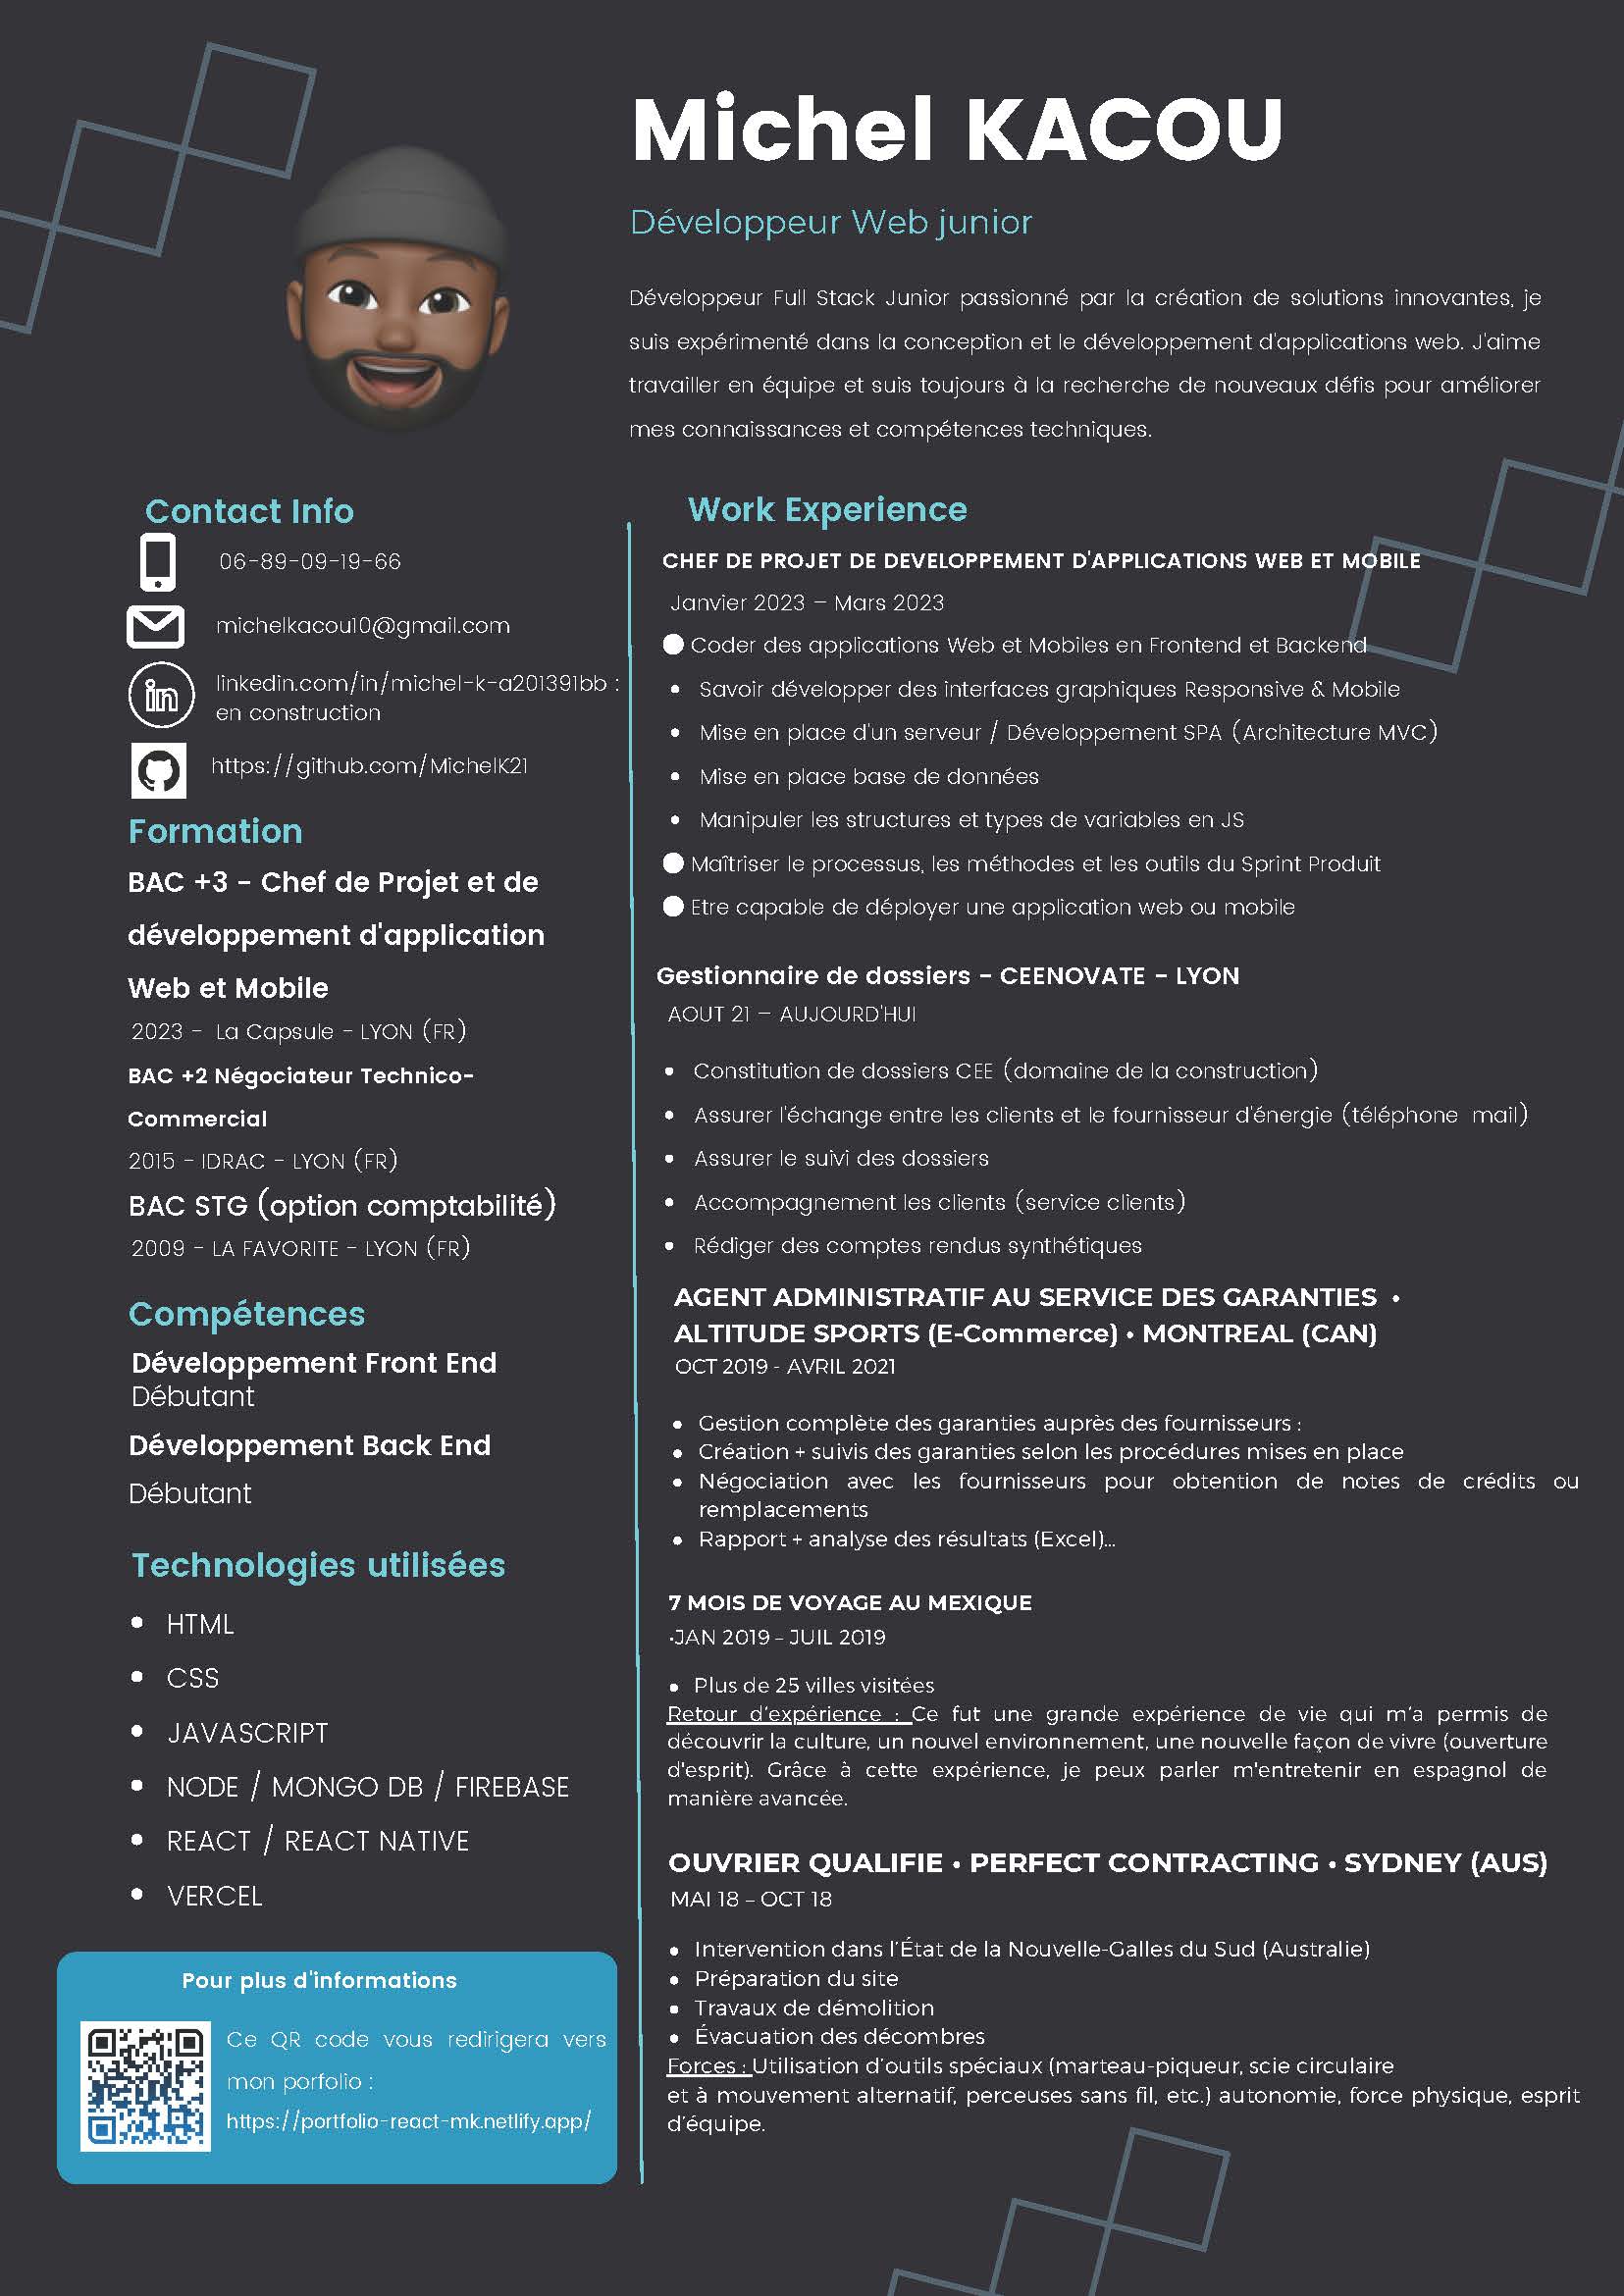 Michel KACOU
Développeur Web junior
Développeur Full Stack Junior passionné par la création de solutions innovantes, je
suis expérimenté dans la conception et le développement d'applications web. J'aime
travailler en équipe et suis toujours à la recherche de nouveaux défis pour améliorer
mes connaissances et compétences techniques.
Contact Info
06-89-09-19-66
michelkacou10@gmail.com
linkedin.com/in/michel-k-a201391bb :
en construction
https://github.com/MichelK21
Formation
BAC +3 - Chef de Projet et de
développement d'application
Web et Mobile
2023 - La Capsule - LYON (FR)
BAC +2 Négociateur Technico-
Commercial
2015 - IDRAC - LYON (FR)
BAC STG (option comptabilité)
2009 - LA FAVORITE - LYON (FR)
Compétences
Développement Front End
Débutant
Développement Back End
Débutant
Technologies utilisées
• HTML
• CSS
• JAVASCRIPT
• NODE / MONGO DB / FIREBASE
• REACT / REACT NATIVE
• VERCEL
Pour plus d'informations
Ce QR code vous redirigera vers
mon porfolio :
https://portfolio-react-mk.netlify.app/
Work Experience
CHEF DE PROJET DE DEVELOPPEMENT D'APPLICATIONS WEB ET MOBILE
Janvier 2023 – Mars 2023
● Coder des applications Web et Mobiles en Frontend et Backend
• Savoir développer des interfaces graphiques Responsive & Mobile
• Mise en place d'un serveur / Développement SPA (Architecture MVC)
• Mise en place base de données
• Manipuler les structures et types de variables en JS
● Maîtriser le processus, les méthodes et les outils du Sprint Produit
● Etre capable de déployer une application web ou mobile
Gestionnaire de dossiers - CEENOVATE - LYON
AOUT 21 – AUJOURD'HUI
• Constitution de dossiers CEE (domaine de la construction)
• Assurer l'échange entre les clients et le fournisseur d'énergie (téléphone mail)
• Assurer le suivi des dossiers
• Accompagnement les clients (service clients)
• Rédiger des comptes rendus synthétiques
AGENT ADMINISTRATIF AU SERVICE DES GARANTIES •
ALTITUDE SPORTS (E-Commerce) • MONTREAL (CAN)
OCT 2019 - AVRIL 2021
• Gestion complète des garanties auprès des fournisseurs :
• Création + suivis des garanties selon les procédures mises en place
• Négociation avec les fournisseurs pour obtention de notes de crédits ou
remplacements
• Rapport + analyse des résultats (Excel)...
7 MOIS DE VOYAGE AU MEXIQUE
·JAN 2019 – JUIL 2019
• Plus de 25 villes visitées
Retour d'expérience : Ce fut une grande expérience de vie qui m'a permis de
découvrir la culture, un nouvel environnement, une nouvelle façon de vivre (ouverture
d'esprit). Grâce à cette expérience, je peux parler m'entretenir en espagnol de
manière avancée.
OUVRIER QUALIFIE • PERFECT CONTRACTING • SYDNEY (AUS)
MAI 18 – OCT 18
• Intervention dans l'État de la Nouvelle-Galles du Sud (Australie)
• Préparation du site
• Travaux de démolition
• Évacuation des décombres
Forces : Utilisation d'outils spéciaux (marteau-piqueur, scie circulaire
et à mouvement alternatif, perceuses sans fil, etc.) autonomie, force physique, esprit
d'équipe.